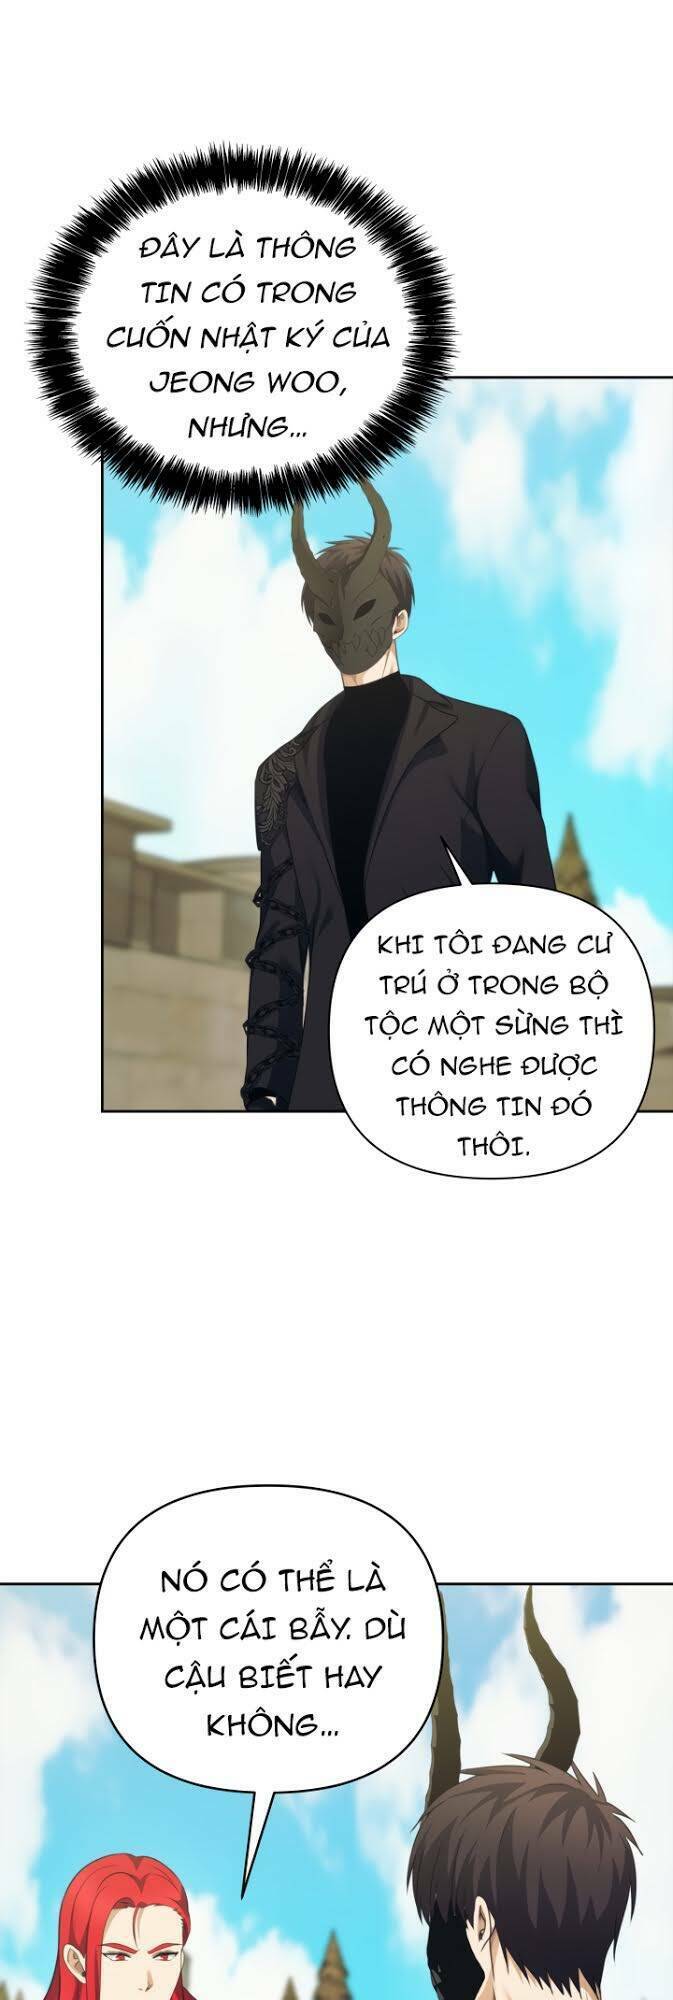 ĐÂY LÀ THÔNG
TIN CÓ TRONG
CUỐN NHẬT KÝ CỦA
JEONG WOO,
NHƯNG...
KHI TÔI ĐANG CƯ
TRÚ Ở TRONG BỘ
TỘC MỘT SỪNG THÌ
CÓ NGHE ĐƯỢC
THÔNG TIN ĐÓ
THÔI.
NÓ CÓ THỂ LÀ
MỘT CÁI BẪY. DÙ
CẬU BIẾT HAY
KHÔNG...